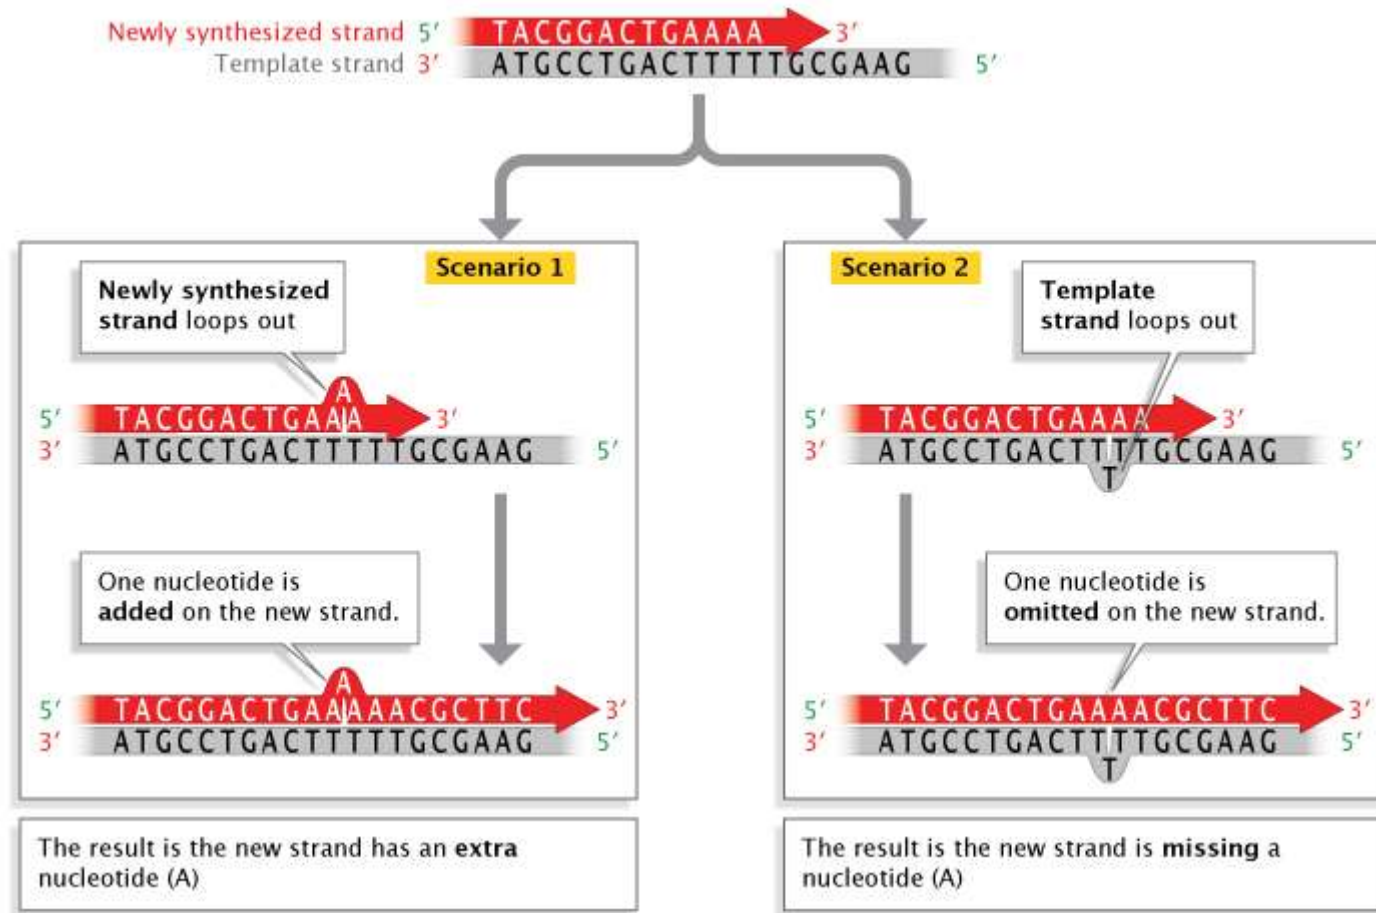 Newly synthesized strand 5′ TACGGACTGAAAA 3′
Template strand 3′ ATGCCTGACTTTTTGCGAAG 5′
Scenario 1
Newly synthesized
strand loops out
A
5′ TACGGACTGAAA 3′
3′ ATGCCTGACTTTTTGCGAAG 5′
One nucleotide is
added on the new strand.
A
5′ TACGGACTGAAAAACGCTTC 3′
3′ ATGCCTGACTTTTTGCGAAG 5′
The result is the new strand has an extra
nucleotide (A)
Scenario 2
Template
strand loops out
5′ TACGGACTGAAAA 3′
3′ ATGCCTGACTTTTGCGAAG 5′
T
One nucleotide is
omitted on the new strand.
5′ TACGGACTGAAAACGCTTC 3′
3′ ATGCCTGACTTTTGCGAAG 5′
T
The result is the new strand is missing a
nucleotide (A)